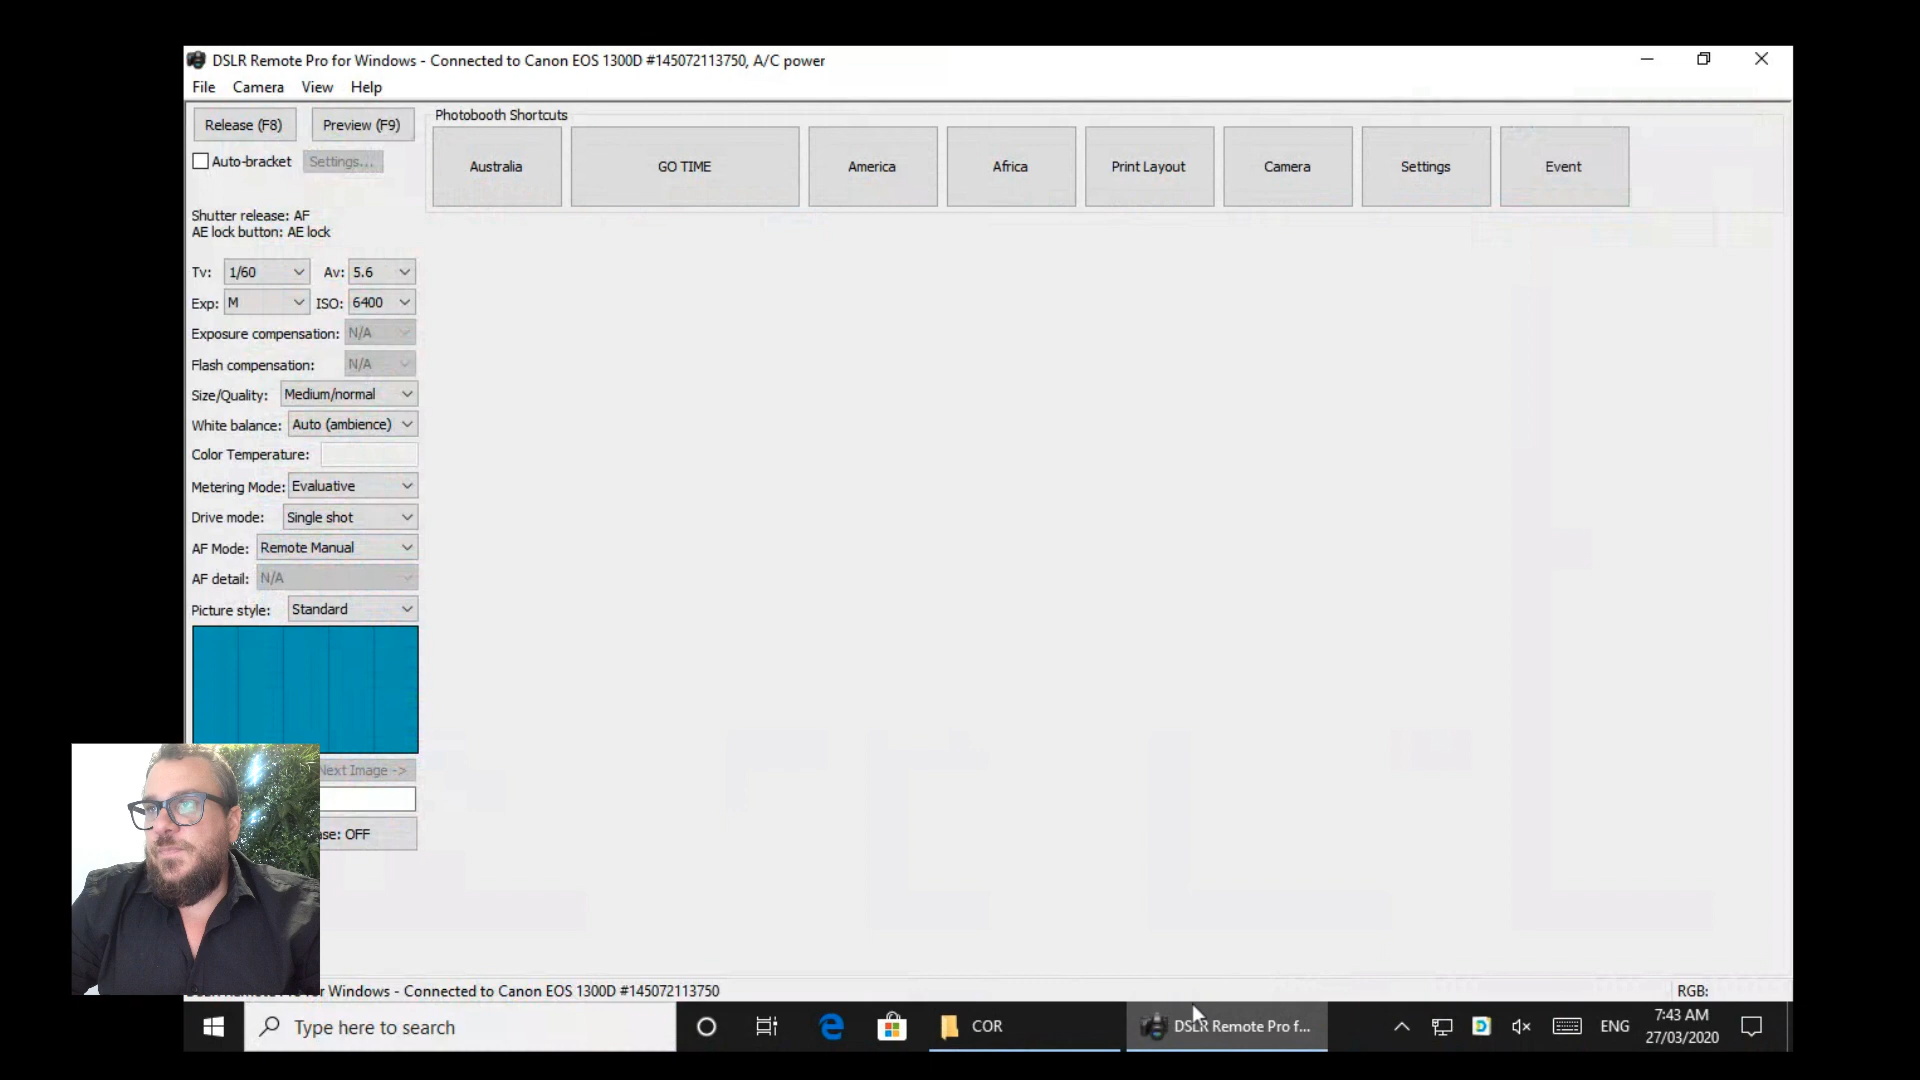 DSLR Remote Pro for Windows - Connected to Canon EOS 1300D #145072113750, A/C power
File Camera View Help
Release (F8) Preview (F9)
Auto-bracket Settings...
Shutter release: AF
AE lock button: AE lock
Tv: 1/60 Av: 5.6
Exp: M ISO: 6400
Exposure compensation: N/A
Flash compensation: N/A
Size/Quality: Medium/normal
White balance: Auto (ambience)
Color Temperature:
Metering Mode: Evaluative
Drive mode: Single shot
AF Mode: Remote Manual
AF detail: N/A
Picture style: Standard
Next Image ->
OFF
Photobooth Shortcuts
Australia GO TIME America Africa Print Layout Camera Settings Event
Windows - Connected to Canon EOS 1300D #145072113750
RGB:
Type here to search
COR
DSLR Remote Pro f...
ENG
7:43 AM
27/03/2020